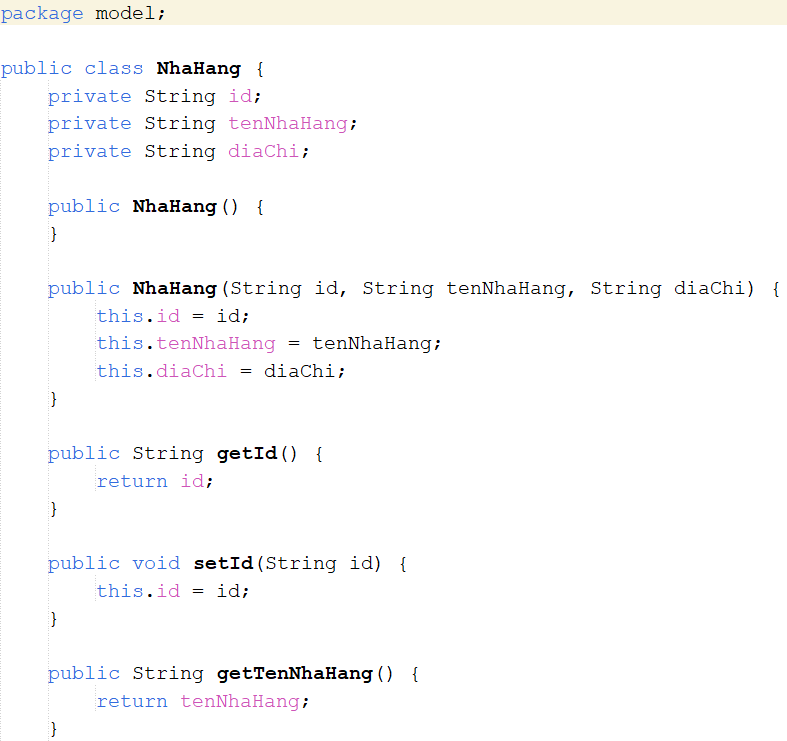 package model;
public class NhaHang {
private String id;
private String tenNhaHang;
private String diaChi;
public NhaHang() {
}
public NhaHang(String id, String tenNhaHang, String diaChi) {
this.id = id;
this.tenNhaHang = tenNhaHang;
this.diaChi = diaChi;
}
public String getId() {
return id;
}
public void setId(String id) {
this.id = id;
}
public String getTenNhaHang() {
return tenNhaHang;
}